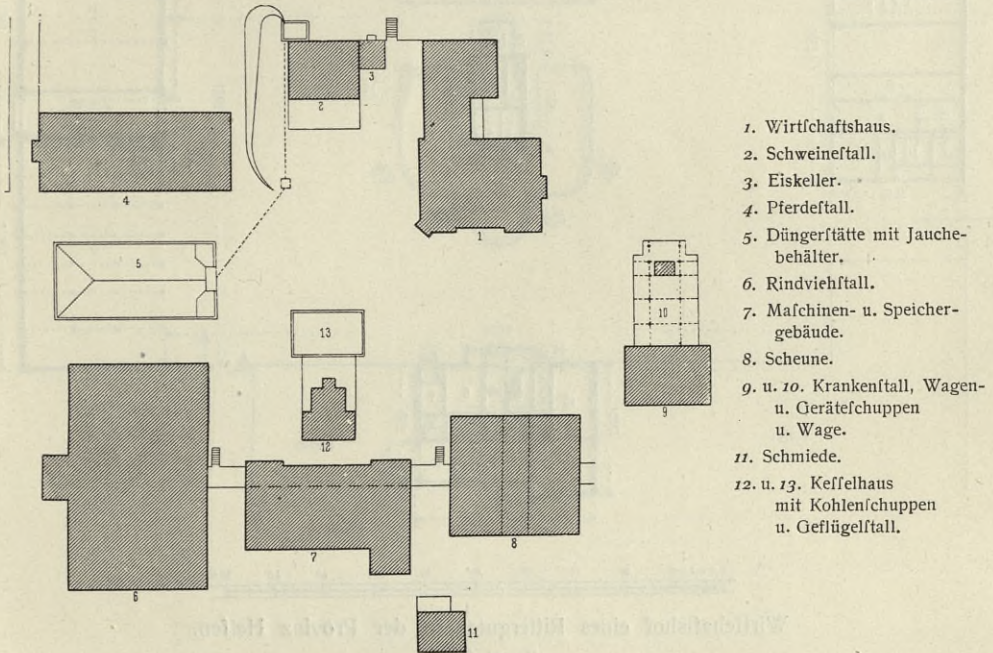 1. Wirtſchaftshaus.
2. Schweineſtall.
3. Eiskeller.
4. Pferdeſtall.
5. Düngerſtätte mit Jauche-
behälter.
6. Rindviehſtall.
7. Maſchinen- u. Speicher-
gebäude.
8. Scheune.
9. u. 10. Krankenſtall, Wagen-
u. Geräteſchuppen
u. Wage.
11. Schmiede.
12. u. 13. Keſſelhaus
mit Kohlenſchuppen
u. Geflügelſtall.
3
2
4
1
5
10
13
9
12
7
8
6
11